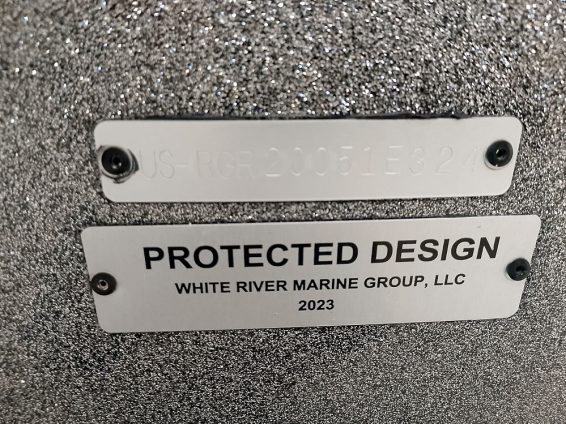 US-RGR20051E324
PROTECTED DESIGN
WHITE RIVER MARINE GROUP, LLC
2023